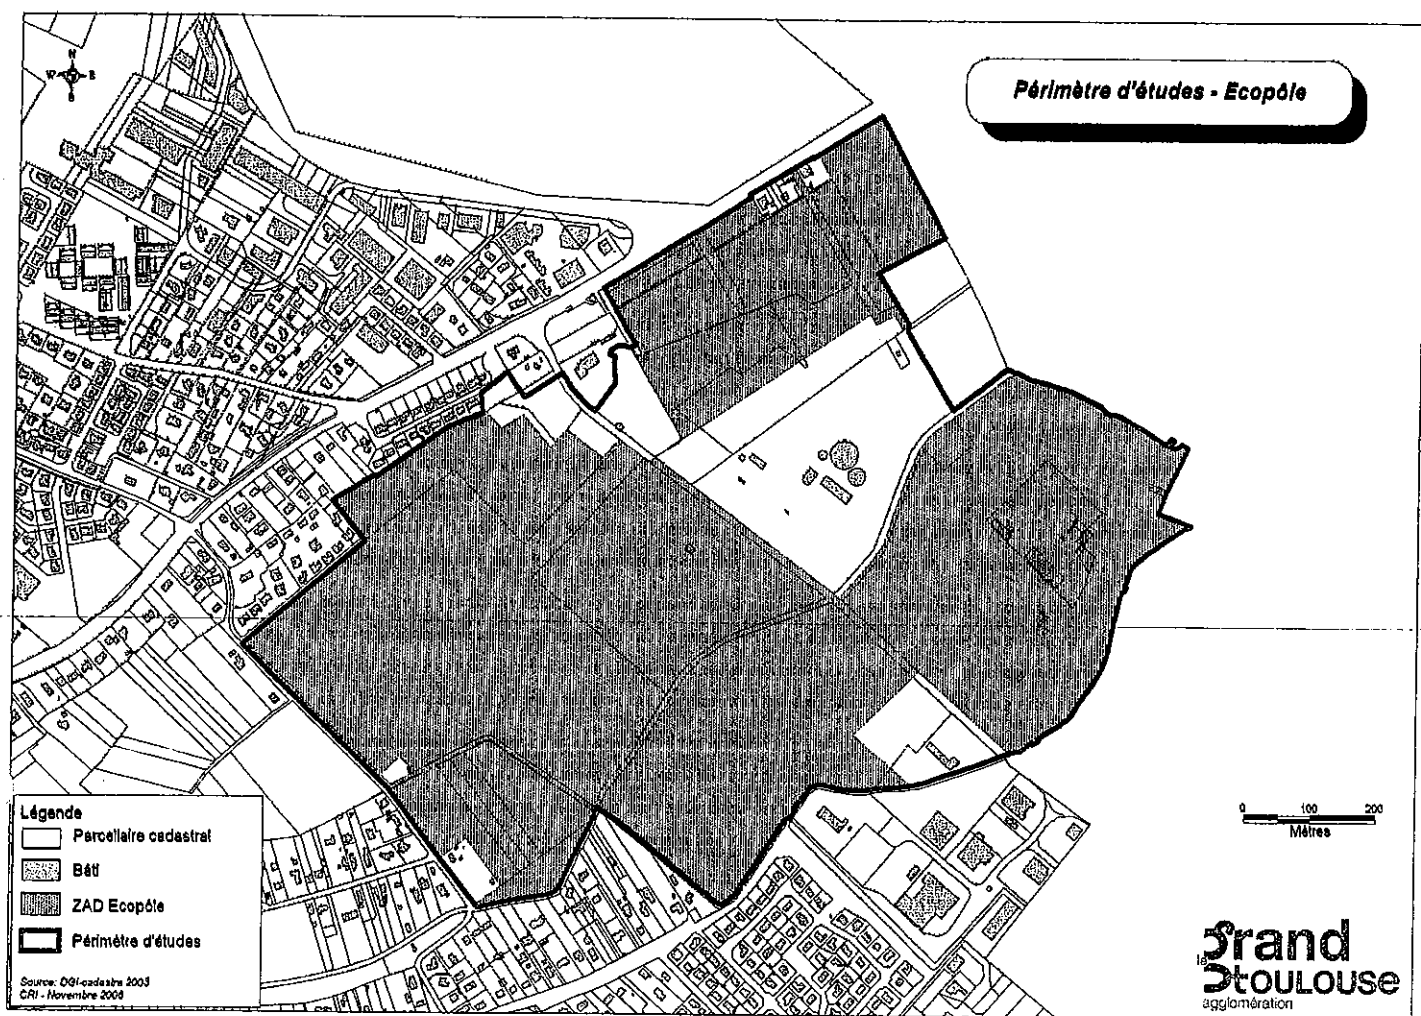 Périmètre d'études - Ecopôle
N
W E
S
Légende
Parcellaire cadastral
Bâti
ZAD Ecopôle
Périmètre d'études
Source: DGI-cadastre 2003
CRI - Novembre 2006
0 100 200
Mètres
le Grand
toulouse
agglomération